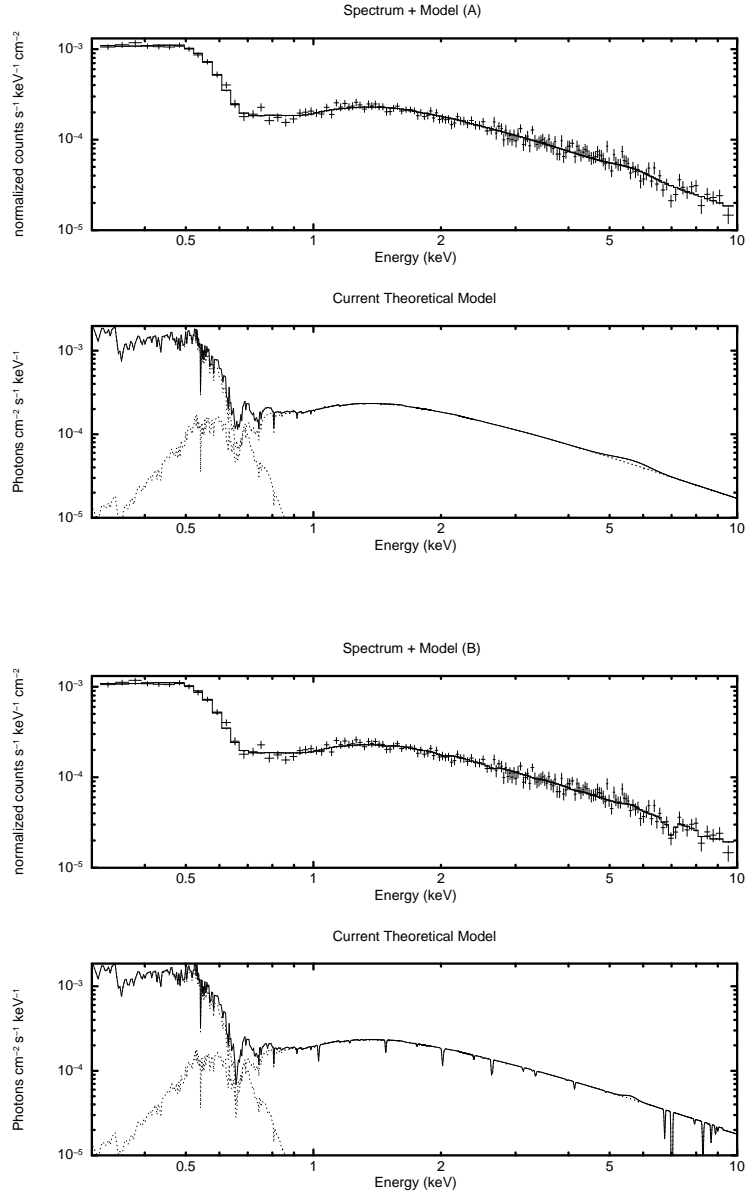 Spectrum + Model (A)
normalized counts s⁻¹ keV⁻¹ cm⁻²
10⁻³
10⁻⁴
10⁻⁵
0.5 1 2 5 10
Energy (keV)
Current Theoretical Model
Photons cm⁻² s⁻¹ keV⁻¹
10⁻³
10⁻⁴
10⁻⁵
0.5 1 2 5 10
Energy (keV)
Spectrum + Model (B)
normalized counts s⁻¹ keV⁻¹ cm⁻²
10⁻³
10⁻⁴
10⁻⁵
0.5 1 2 5 10
Energy (keV)
Current Theoretical Model
Photons cm⁻² s⁻¹ keV⁻¹
10⁻³
10⁻⁴
10⁻⁵
0.5 1 2 5 10
Energy (keV)